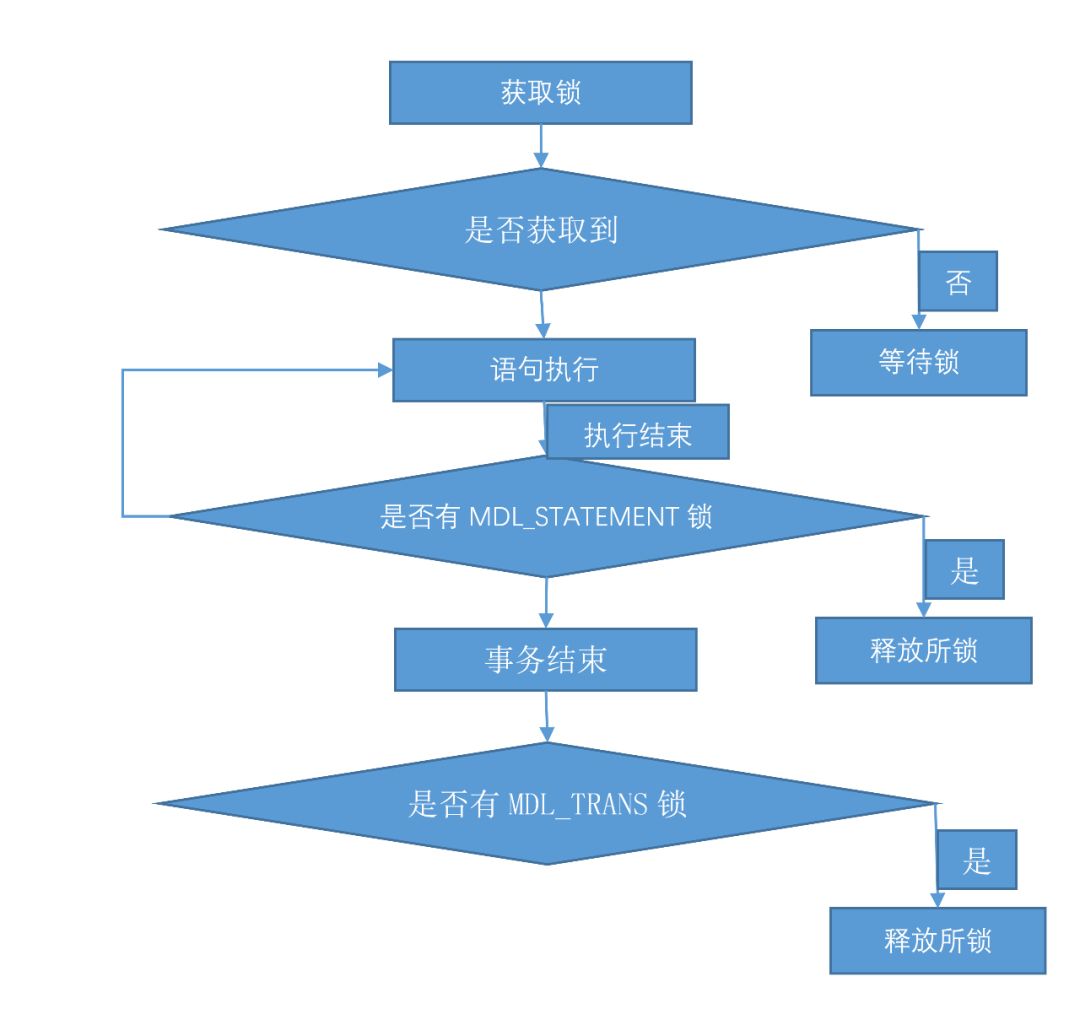 获取锁
是否获取到
否
等待锁
语句执行
执行结束
是否有 MDL_STATEMENT 锁
是
释放所锁
事务结束
是否有 MDL_TRANS 锁
是
释放所锁